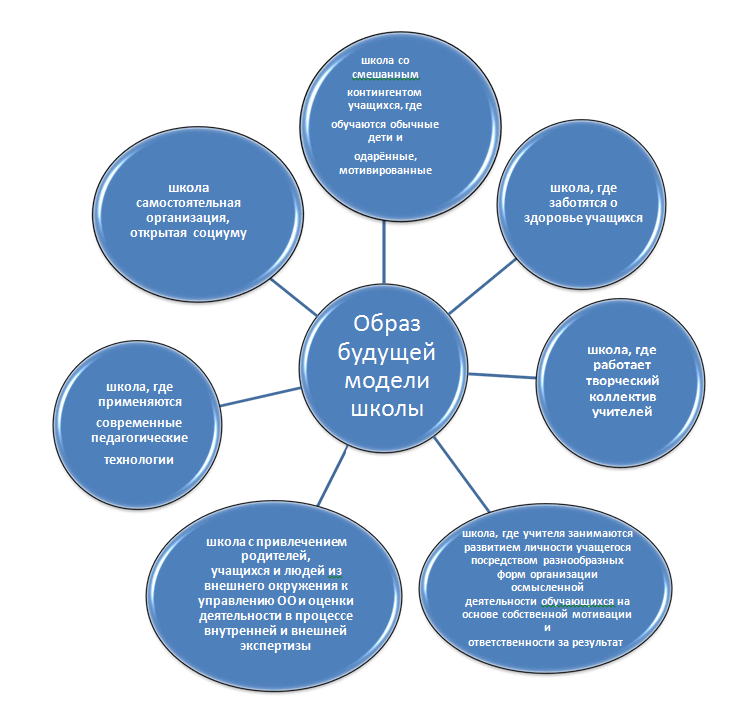 школа со
смешанным
контингентом
учащихся, где
обучаются обычные
дети и
одарённые,
мотивированные
школа, где
заботятся о
здоровье учащихся
школа, где
работает
творческий
коллектив
учителей
школа, где учителя занимаются
развитием личности учащегося
посредством разнообразных
форм организации
осмысленной
деятельности обучающихся на
основе собственной мотивации
и
ответственности за результат
школа с привлечением
родителей,
учащихся и людей из
внешнего окружения к
управлению ОО и оценки
деятельности в процессе
внутренней и внешней
экспертизы
школа, где
применяются
современные
педагогические
технологии
школа
самостоятельная
организация,
открытая социуму
Образ
будущей
модели
школы